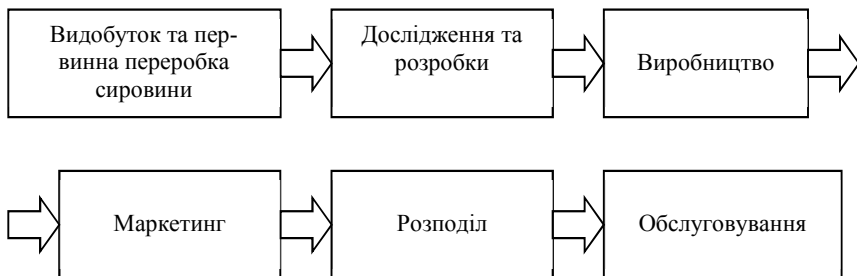 Видобуток та пер-
винна переробка
сировини
Дослідження та
розробки
Виробництво
Маркетинг
Розподіл
Обслуговування